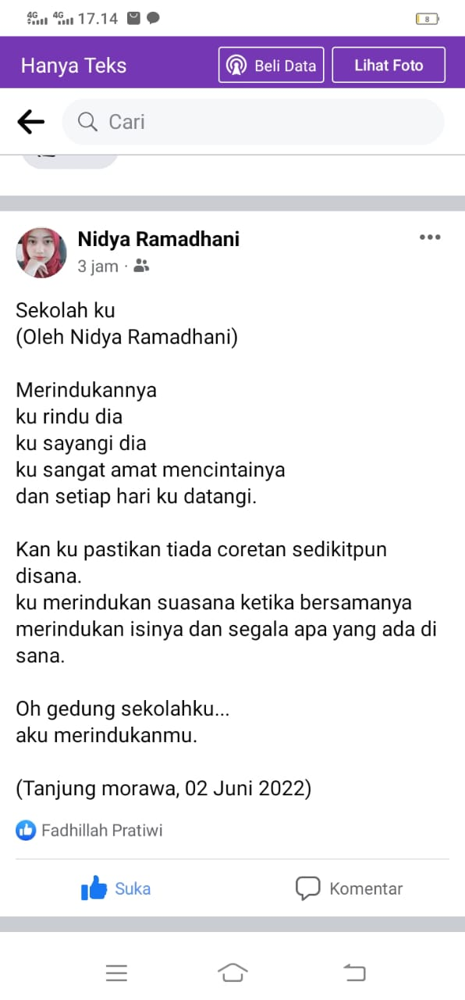 4G 4G 17.14 8
Hanya Teks
Beli Data
Lihat Foto
Cari
Nidya Ramadhani
3 jam ·
Sekolah ku
(Oleh Nidya Ramadhani)
Merindukannya
ku rindu dia
ku sayangi dia
ku sangat amat mencintainya
dan setiap hari ku datangi.
Kan ku pastikan tiada coretan sedikitpun
disana.
ku merindukan suasana ketika bersamanya
merindukan isinya dan segala apa yang ada di
sana.
Oh gedung sekolahku...
aku merindukanmu.
(Tanjung morawa, 02 Juni 2022)
Fadhillah Pratiwi
Suka
Komentar